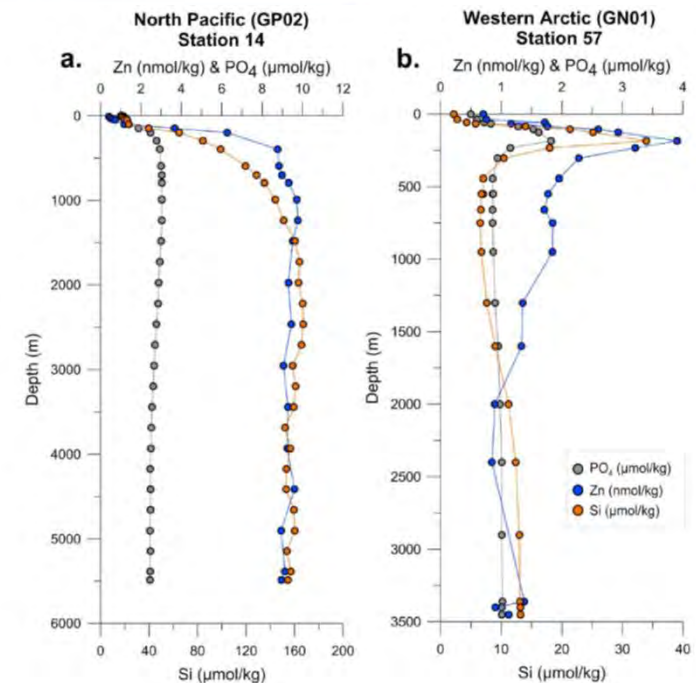 North Pacific (GP02)
Station 14
a.
Zn (nmol/kg) & PO4 (µmol/kg)
0 2 4 6 8 10 12
0
1000
2000
3000
4000
5000
6000
Depth (m)
0 40 80 120 160 200
Si (µmol/kg)
Western Arctic (GN01)
Station 57
b.
Zn (nmol/kg) & PO4 (µmol/kg)
0 1 2 3 4
0
500
1000
1500
2000
2500
3000
3500
Depth (m)
PO4 (µmol/kg)
Zn (nmol/kg)
Si (µmol/kg)
0 10 20 30 40
Si (µmol/kg)